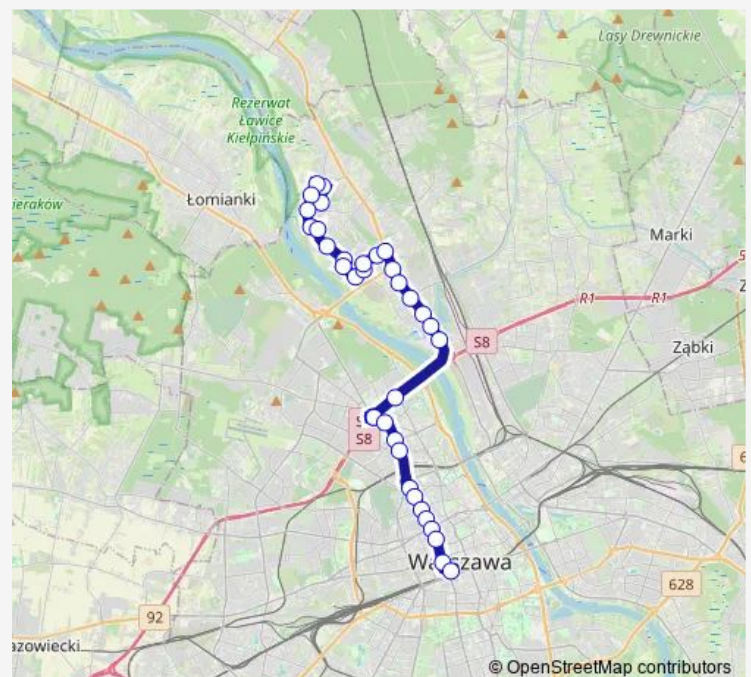 Lasy Drewnickie
Rezerwat
Ławice
Kiełpińskie
Łomianki
ieraków
Marki
R1
R1
S8
Ząbki
S8
Warszawa
628
92
azowiecki
© OpenStreetMap contributors